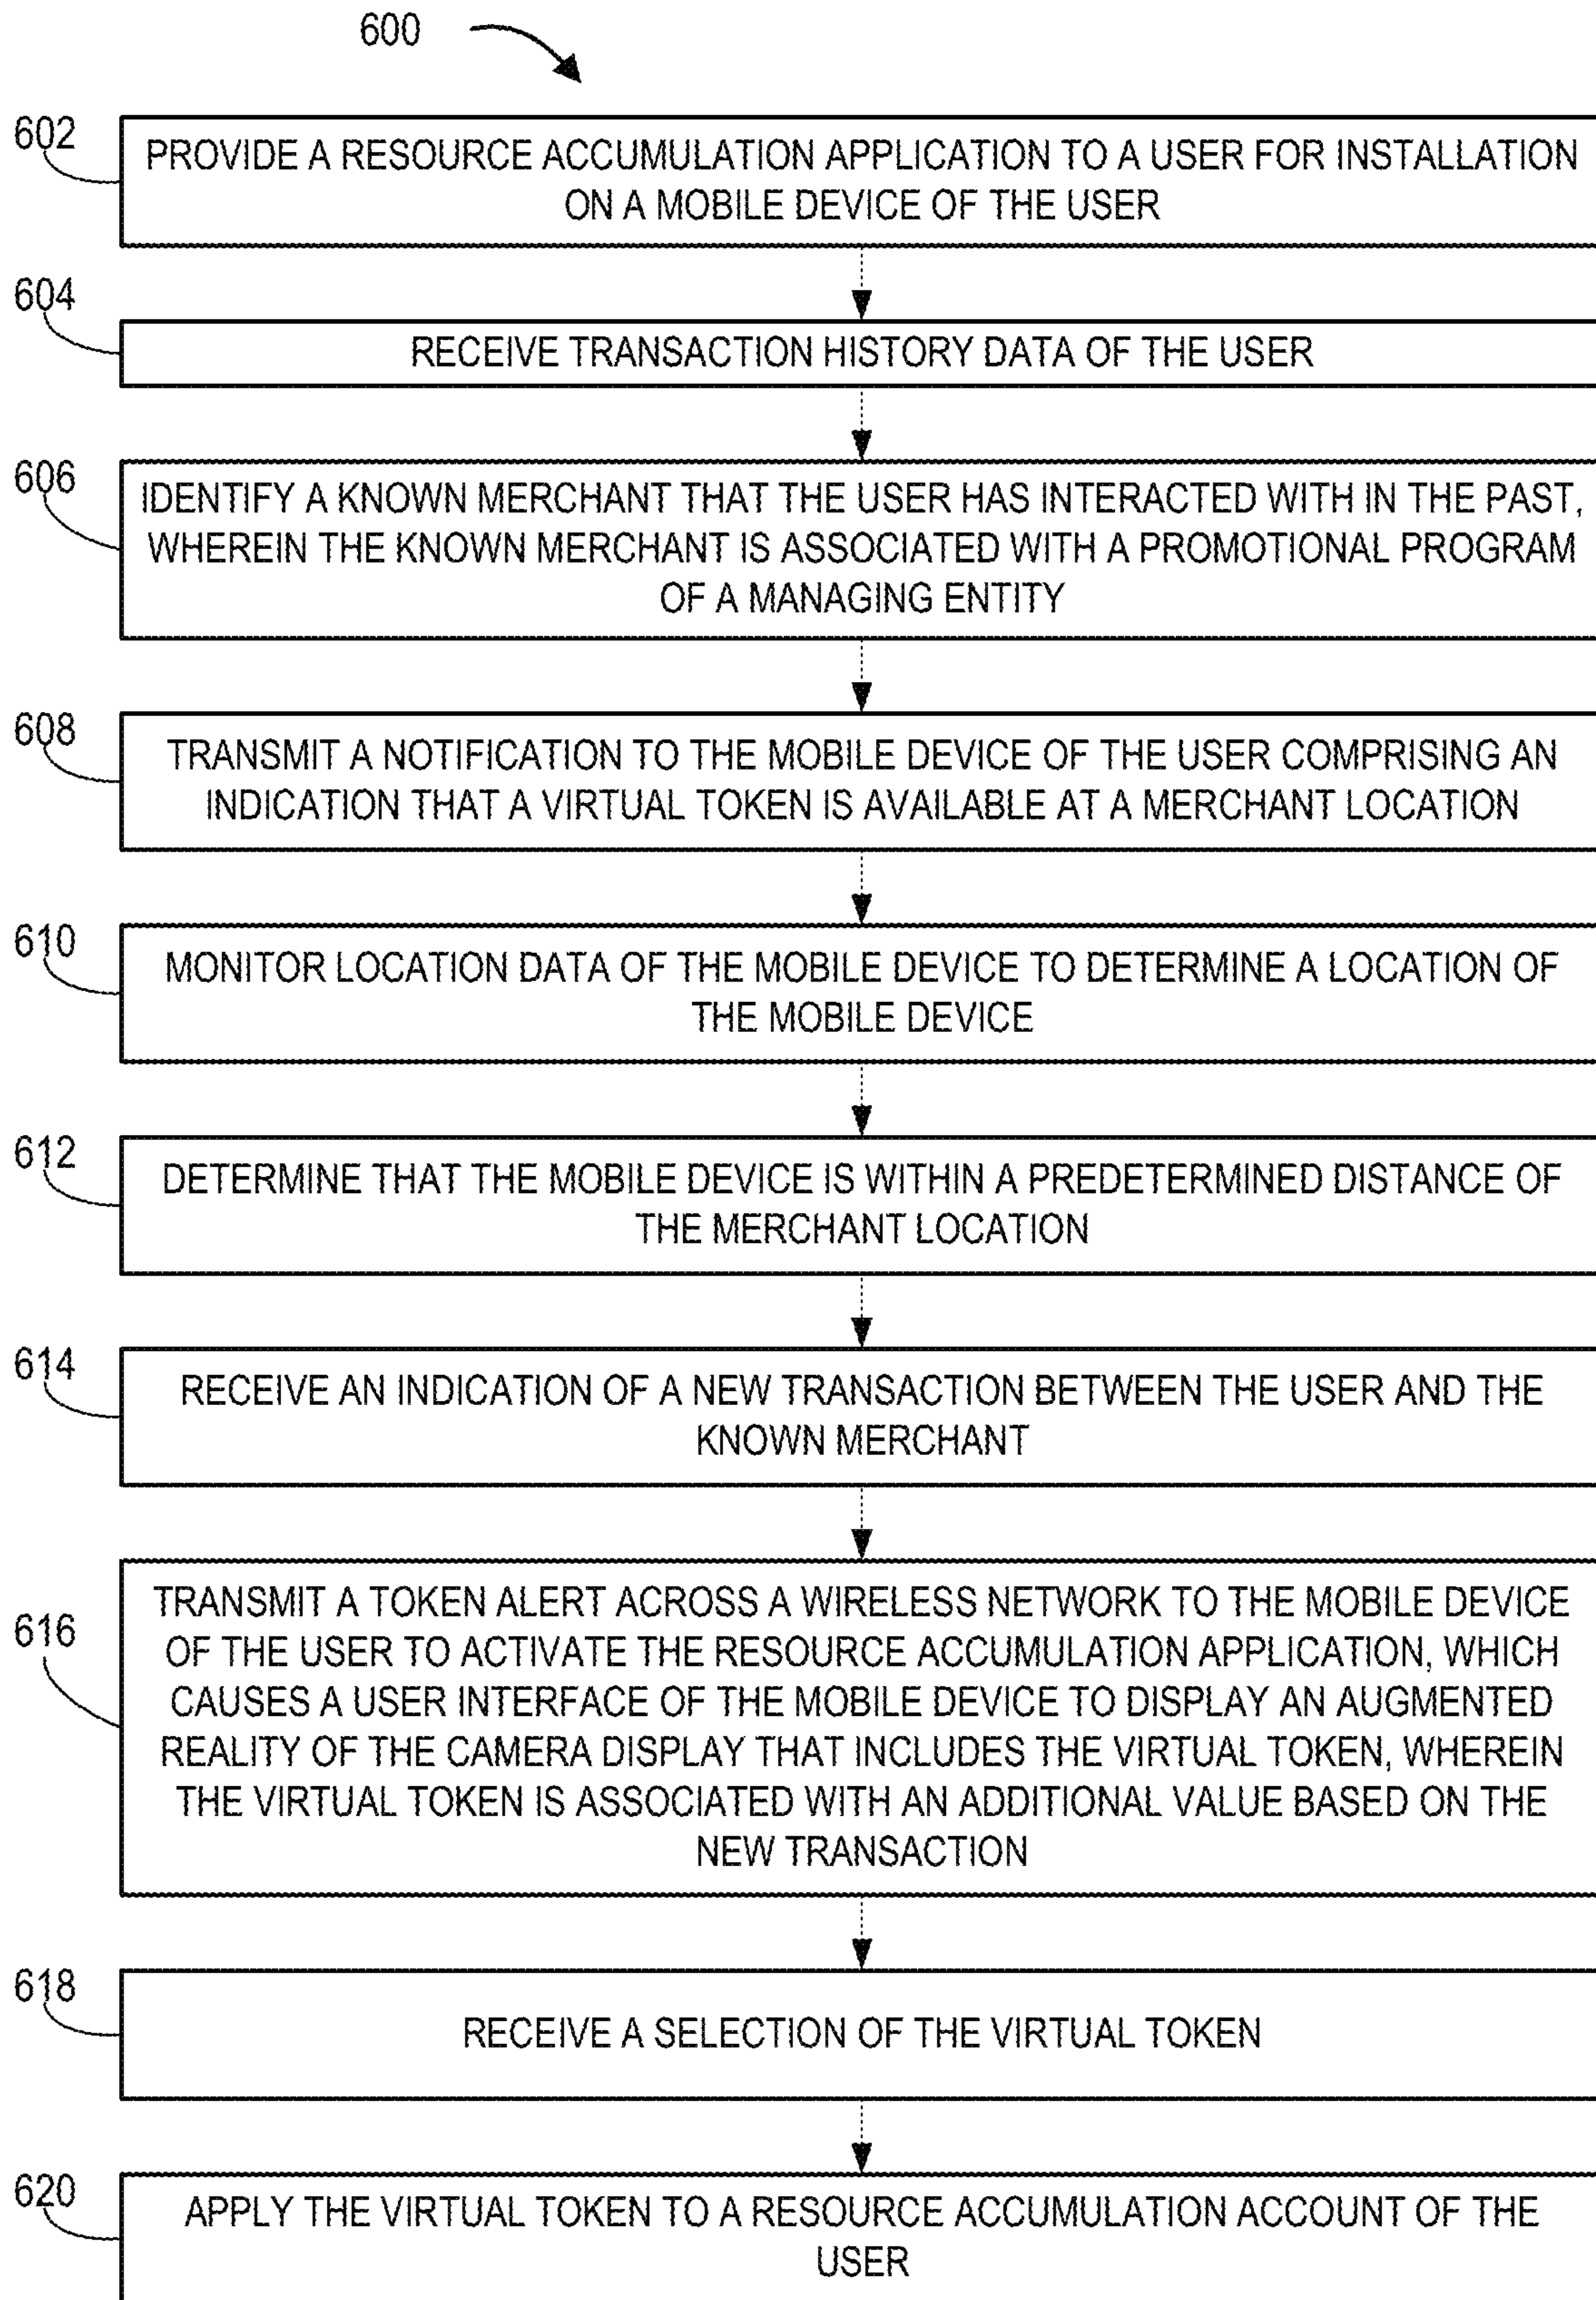 600
602
PROVIDE A RESOURCE ACCUMULATION APPLICATION TO A USER FOR INSTALLATION
ON A MOBILE DEVICE OF THE USER
604
RECEIVE TRANSACTION HISTORY DATA OF THE USER
606
IDENTIFY A KNOWN MERCHANT THAT THE USER HAS INTERACTED WITH IN THE PAST,
WHEREIN THE KNOWN MERCHANT IS ASSOCIATED WITH A PROMOTIONAL PROGRAM
OF A MANAGING ENTITY
608
TRANSMIT A NOTIFICATION TO THE MOBILE DEVICE OF THE USER COMPRISING AN
INDICATION THAT A VIRTUAL TOKEN IS AVAILABLE AT A MERCHANT LOCATION
610
MONITOR LOCATION DATA OF THE MOBILE DEVICE TO DETERMINE A LOCATION OF
THE MOBILE DEVICE
612
DETERMINE THAT THE MOBILE DEVICE IS WITHIN A PREDETERMINED DISTANCE OF
THE MERCHANT LOCATION
614
RECEIVE AN INDICATION OF A NEW TRANSACTION BETWEEN THE USER AND THE
KNOWN MERCHANT
616
TRANSMIT A TOKEN ALERT ACROSS A WIRELESS NETWORK TO THE MOBILE DEVICE
OF THE USER TO ACTIVATE THE RESOURCE ACCUMULATION APPLICATION, WHICH
CAUSES A USER INTERFACE OF THE MOBILE DEVICE TO DISPLAY AN AUGMENTED
REALITY OF THE CAMERA DISPLAY THAT INCLUDES THE VIRTUAL TOKEN, WHEREIN
THE VIRTUAL TOKEN IS ASSOCIATED WITH AN ADDITIONAL VALUE BASED ON THE
NEW TRANSACTION
618
RECEIVE A SELECTION OF THE VIRTUAL TOKEN
620
APPLY THE VIRTUAL TOKEN TO A RESOURCE ACCUMULATION ACCOUNT OF THE
USER